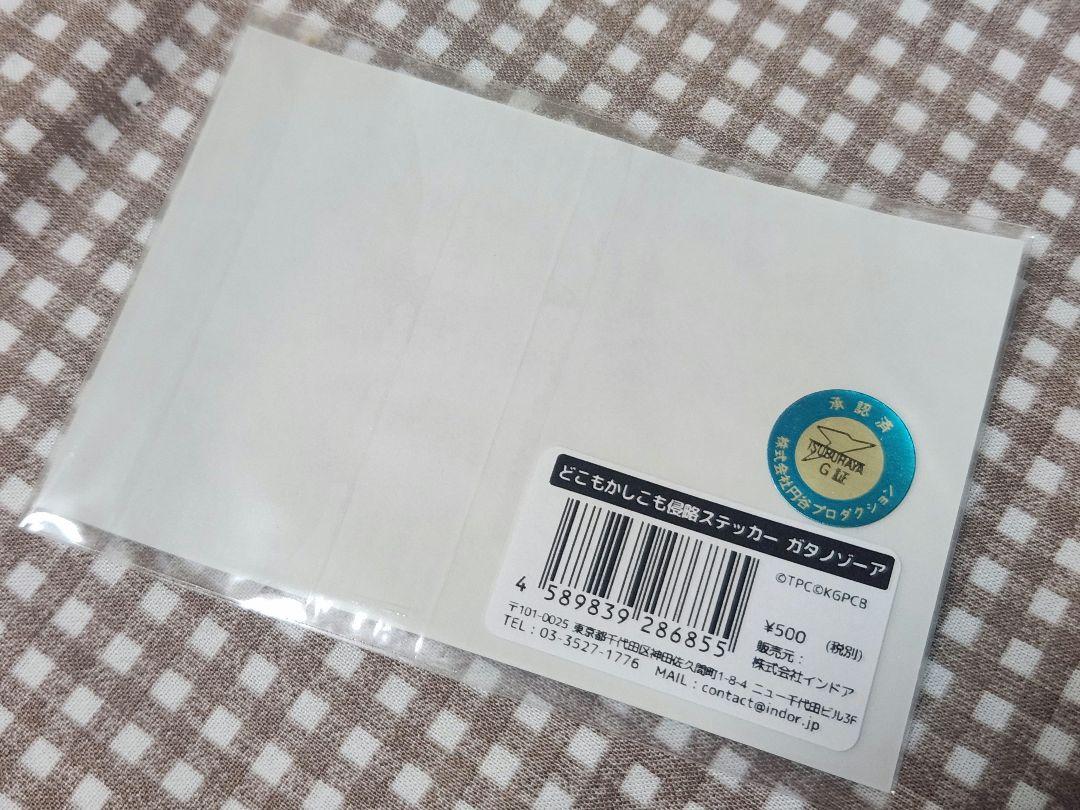 承認済
TSUBURAYA
G証
株式会社円谷プロダクション
どこもかしこも侵略ステッカー ガタノゾーア
©TPC©KGPC8
4 589839 286855
¥500 (税別)
販売元：
株式会社インドア
〒101-0025 東京都千代田区神田佐久間町1-8-4 ニュー千代田ビル3F
TEL：03-3527-1776 MAIL：contact@indor.jp